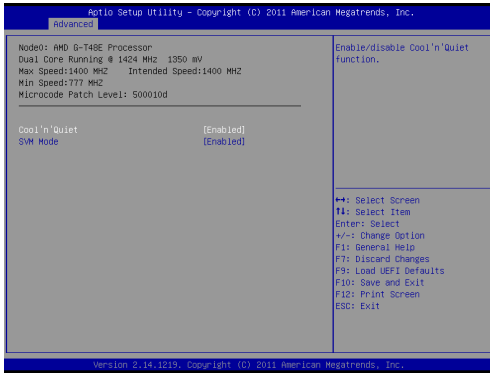 Aptio Setup Utility – Copyright (C) 2011 American Megatrends, Inc.
Advanced
Node0: AMD G-T48E Processor
Dual Core Running @ 1424 MHz 1350 mV
Max Speed:1400 MHZ Intended Speed:1400 MHZ
Min Speed:777 MHZ
Microcode Patch Level: 500010d
Cool'n'Quiet [Enabled]
SVM Mode [Enabled]
Enable/disable Cool'n'Quiet
function.
↔: Select Screen
↑↓: Select Item
Enter: Select
+/-: Change Option
F1: General Help
F7: Discard Changes
F9: Load UEFI Defaults
F10: Save and Exit
F12: Print Screen
ESC: Exit
Version 2.14.1219. Copyright (C) 2011 American Megatrends, Inc.